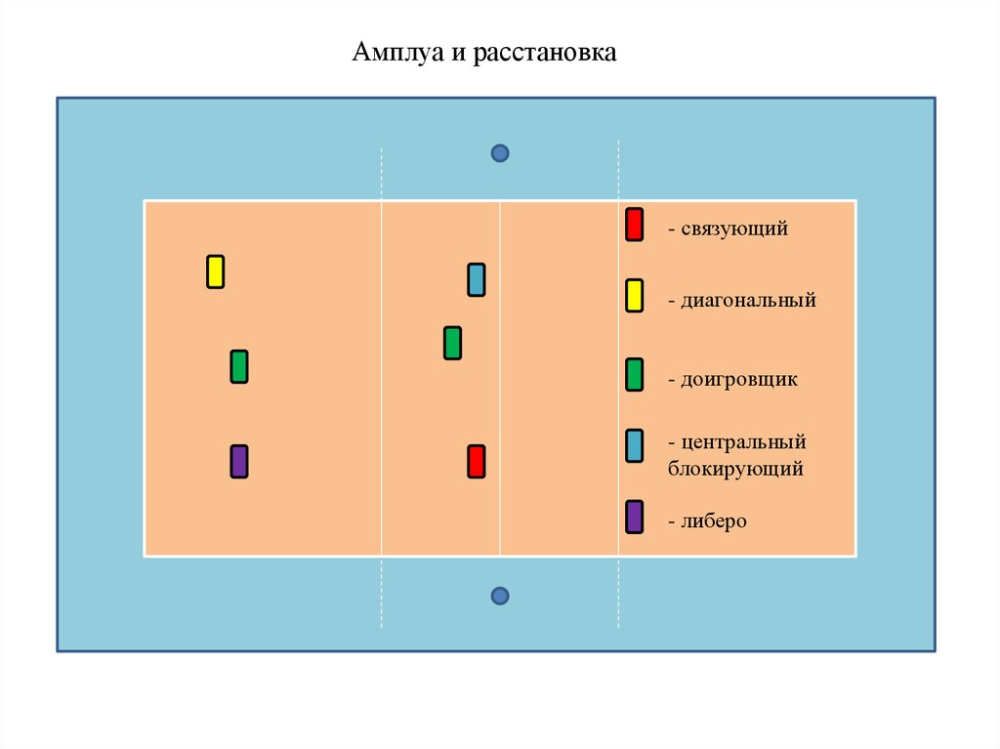 Амплуа и расстановка
- связующий
- диагональный
- доигровщик
- центральный
блокирующий
- либеро